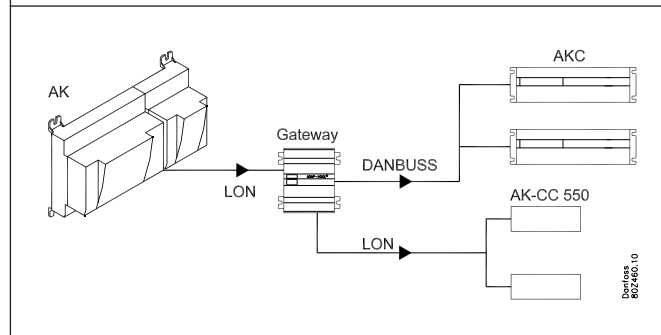 AKC
AK
Gateway
DANBUSS
LON
AK-CC 550
LON
Danfoss
80Z460.10